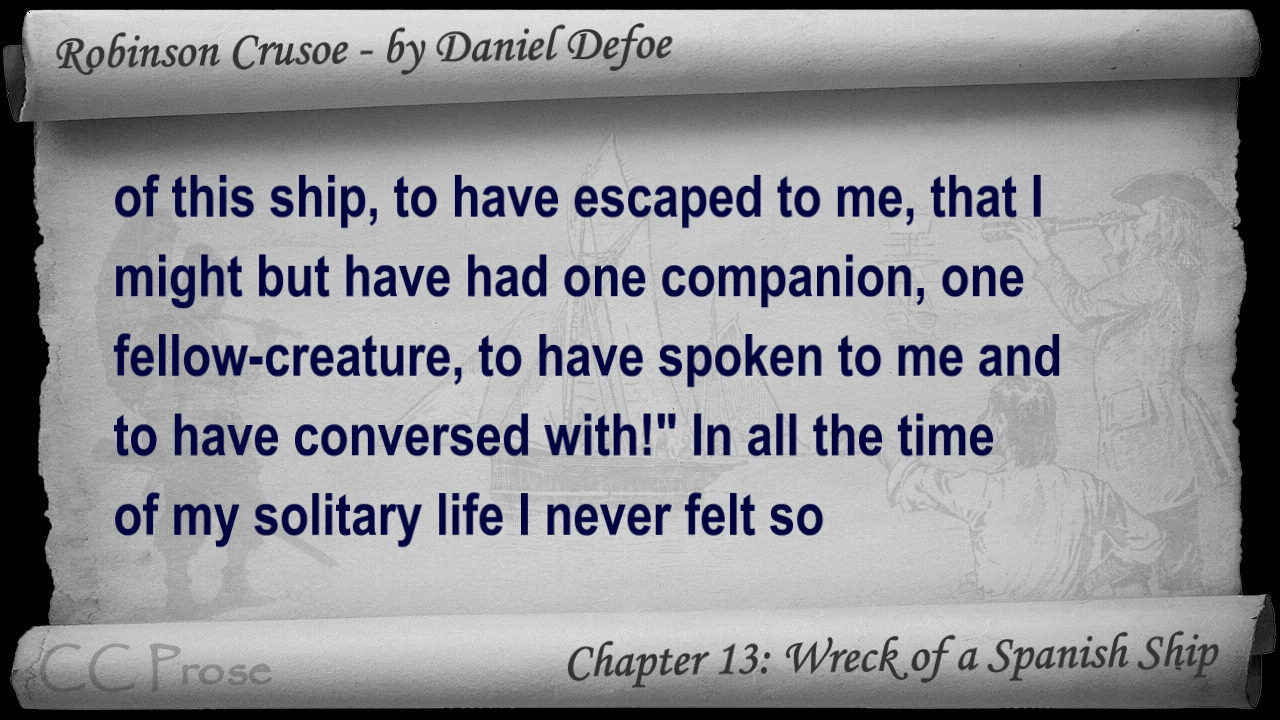 Robinson Crusoe - by Daniel Defoe
of this ship, to have escaped to me, that I
might but have had one companion, one
fellow-creature, to have spoken to me and
to have conversed with!" In all the time
of my solitary life I never felt so
CC Prose
Chapter 13: Wreck of a Spanish Ship